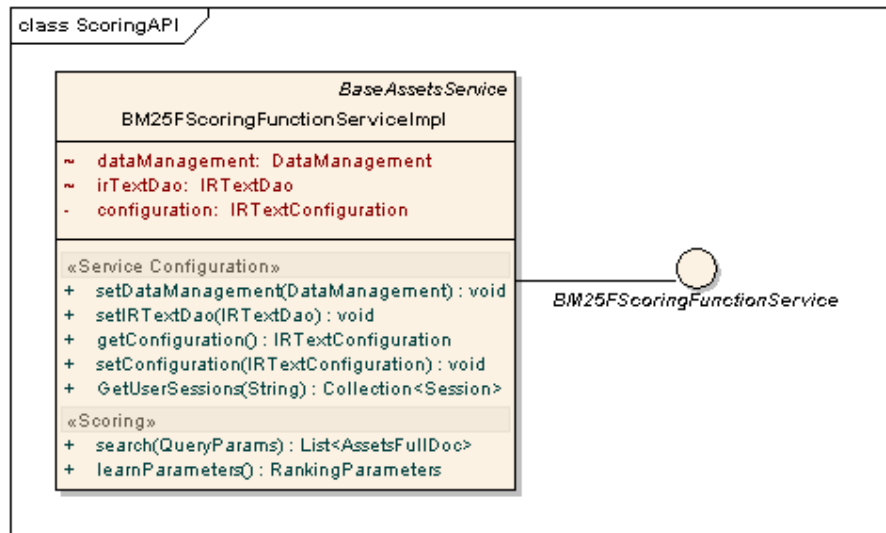 class ScoringAPI
BaseAssetsService
BM25FScoringFunctionServiceImpl
~ dataManagement: DataManagement
~ irTextDao: IRTextDao
- configuration: IRTextConfiguration
«Service Configuration»
+ setDataManagement(DataManagement) : void
+ setIRTextDao(IRTextDao) : void
+ getConfiguration() : IRTextConfiguration
+ setConfiguration(IRTextConfiguration) : void
+ GetUserSessions(String) : Collection<Session>
«Scoring»
+ search(QueryParams) : List<AssetsFullDoc>
+ learnParameters() : RankingParameters
BM25FScoringFunctionService